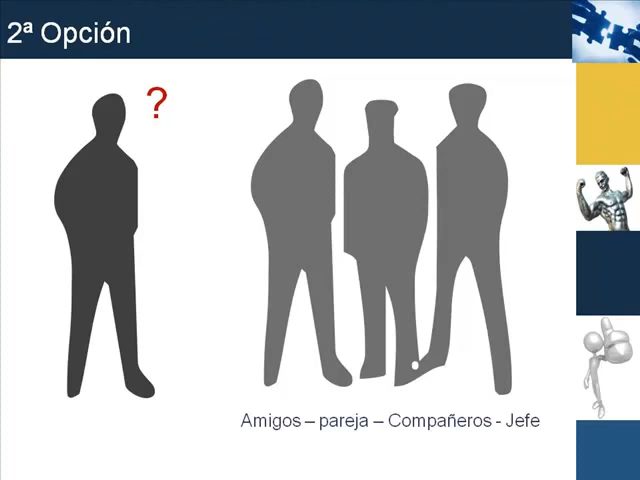 2ª Opción
?
Amigos – pareja – Compañeros - Jefe